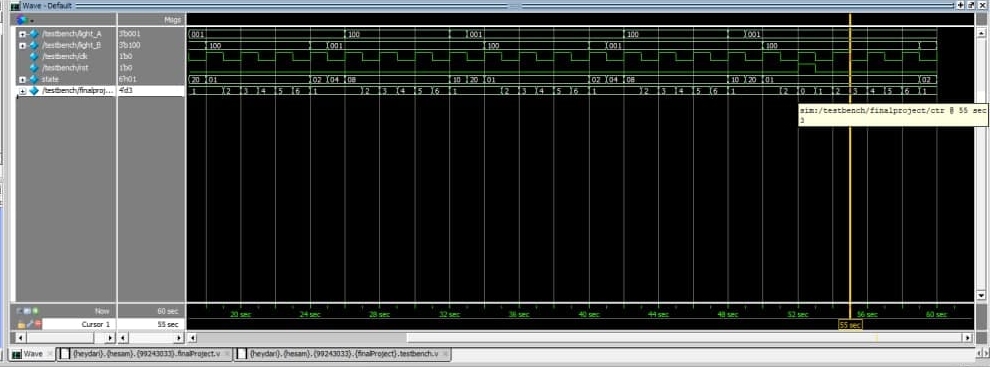 Wave - Default
Msgs
/testbench/light_A 3'b001 001 100 001 100 001
/testbench/light_B 3'b100 100 001 100 001 100
/testbench/clk 1'b0
/testbench/rst 1'b0
state 6'h01 20 01 02 04 08 10 20 01 02 04 08 10 20 01 02
/testbench/finalproj... 4'd3 1 2 3 4 5 6 1 2 3 4 5 6 1 2 3 4 5 6 1 2 3 4 5 6 1 2 0 1 2 3 4 5 6 1
sim:/testbench/finalproject/ctr @ 55 sec
3
Now 60 sec 20 sec 24 sec 28 sec 32 sec 36 sec 40 sec 44 sec 48 sec 52 sec 56 sec 60 sec
Cursor 1 55 sec 55 sec
Wave {heydari}.{hesam}.{99243033}.finalProject.v {heydari}.{hesam}.{99243033}.{finalProject}.testbench.v